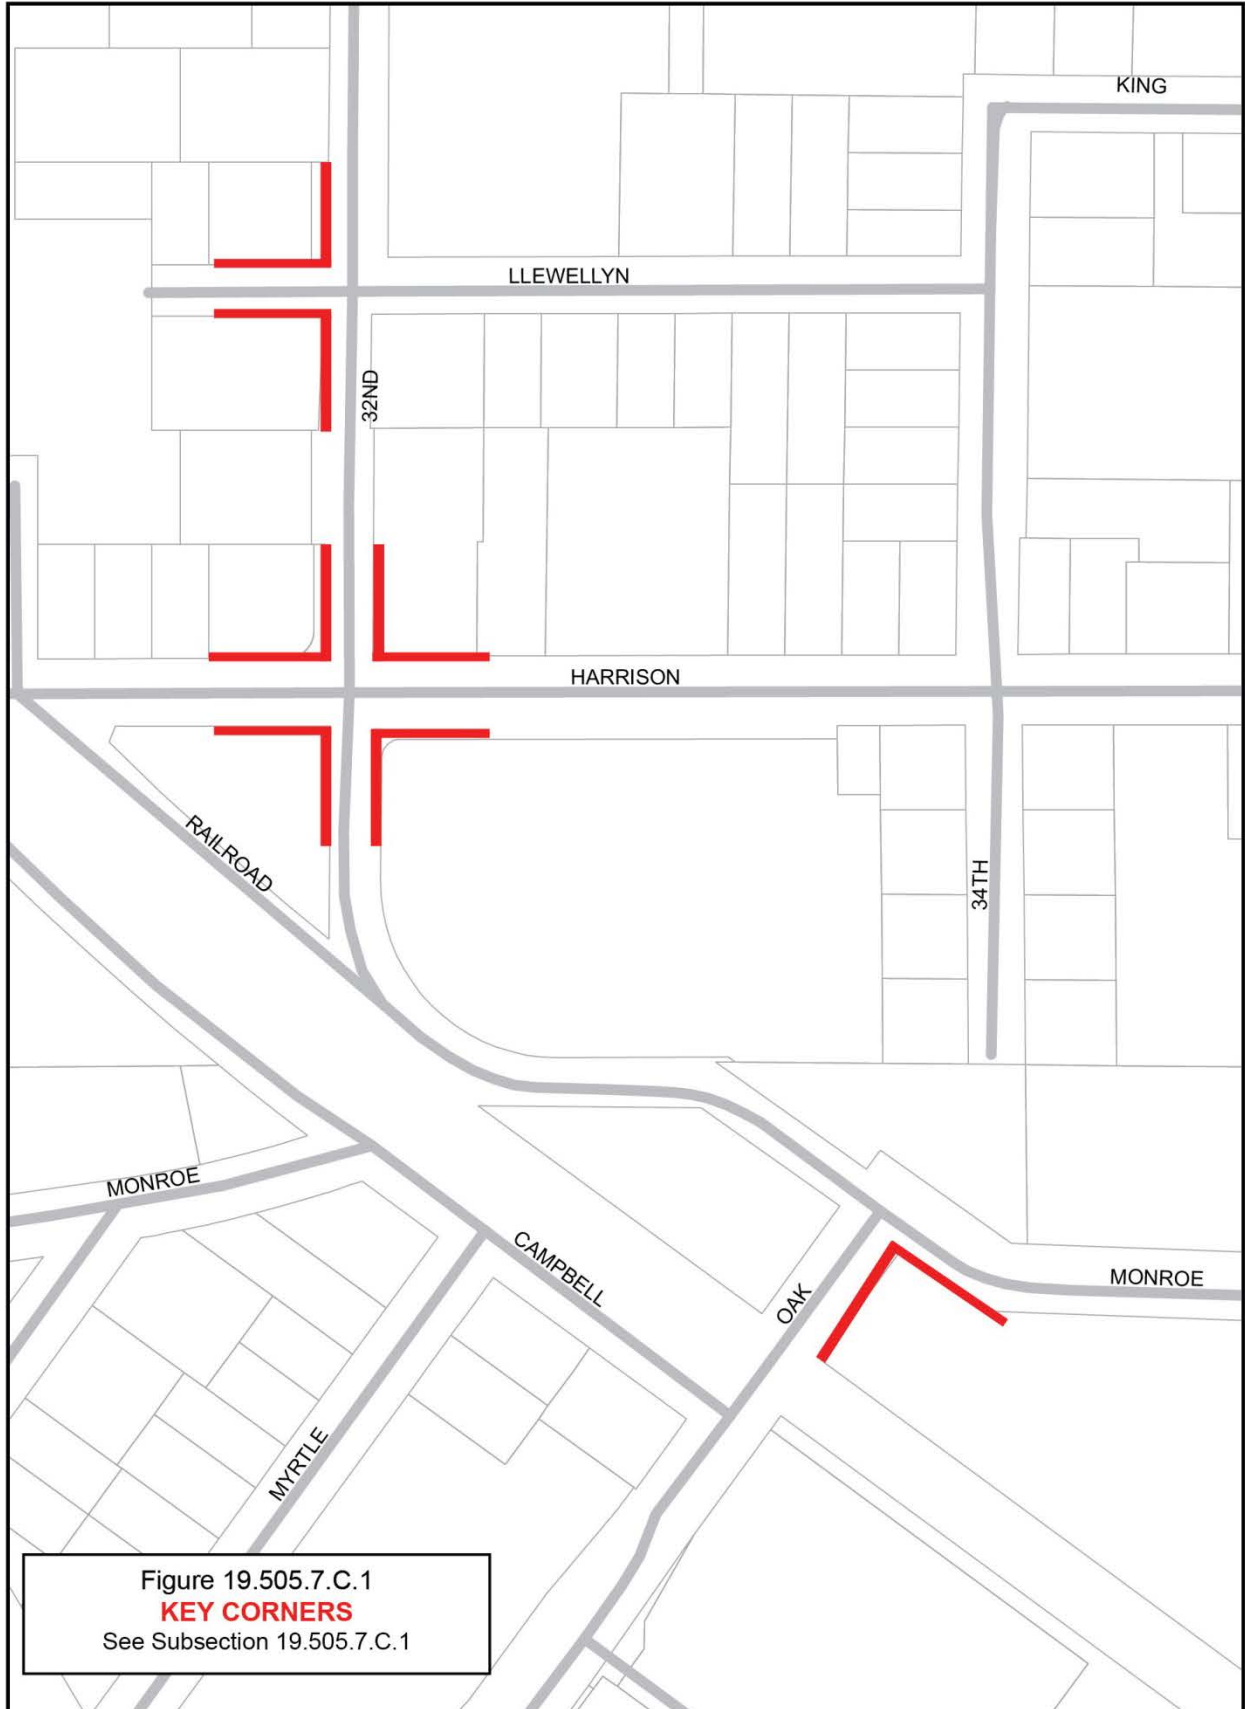 KING
LLEWELLYN
32ND
HARRISON
RAILROAD
34TH
MONROE
CAMPBELL
OAK
MONROE
MYRTLE
Figure 19.505.7.C.1
KEY CORNERS
See Subsection 19.505.7.C.1